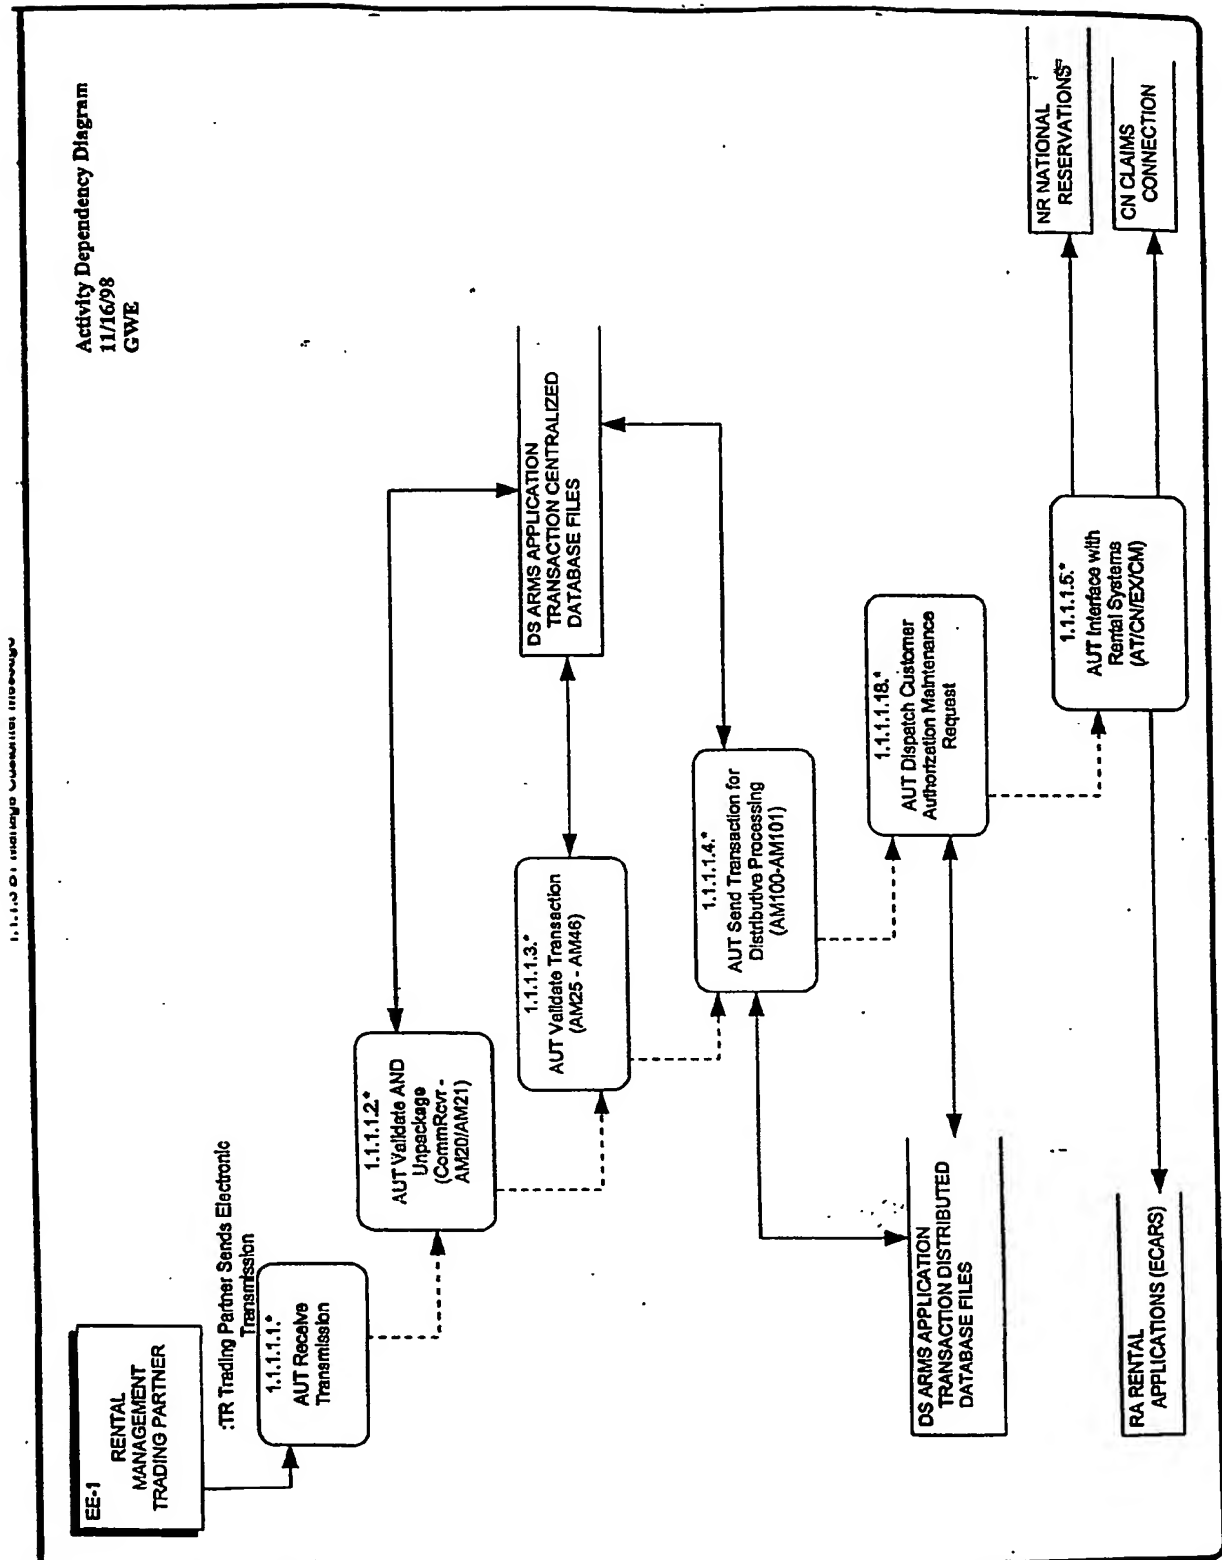 Activity Dependency Diagram
11/16/98
GWE
EE-1
RENTAL
MANAGEMENT
TRADING PARTNER
:TR Trading Partner Sends Electronic
Transmission
1.1.1.1.1.*
AUT Receive
Transmission
1.1.1.1.2.*
AUT Validate AND
Unpackage
(CommRcvr -
AM20/AM21)
1.1.1.1.3.*
AUT Validate Transaction
(AM25 - AM46)
DS ARMS APPLICATION
TRANSACTION CENTRALIZED
DATABASE FILES
1.1.1.1.4.*
AUT Send Transaction for
Distributive Processing
(AM100-AM101)
1.1.1.1.18.*
AUT Dispatch Customer
Authorization Maintenance
Request
DS ARMS APPLICATION
TRANSACTION DISTRIBUTED
DATABASE FILES
1.1.1.1.5.*
AUT Interface with
Rental Systems
(AT/CN/EX/CM)
NR NATIONAL
RESERVATIONS
CN CLAIMS
CONNECTION
RA RENTAL
APPLICATIONS (ECARS)